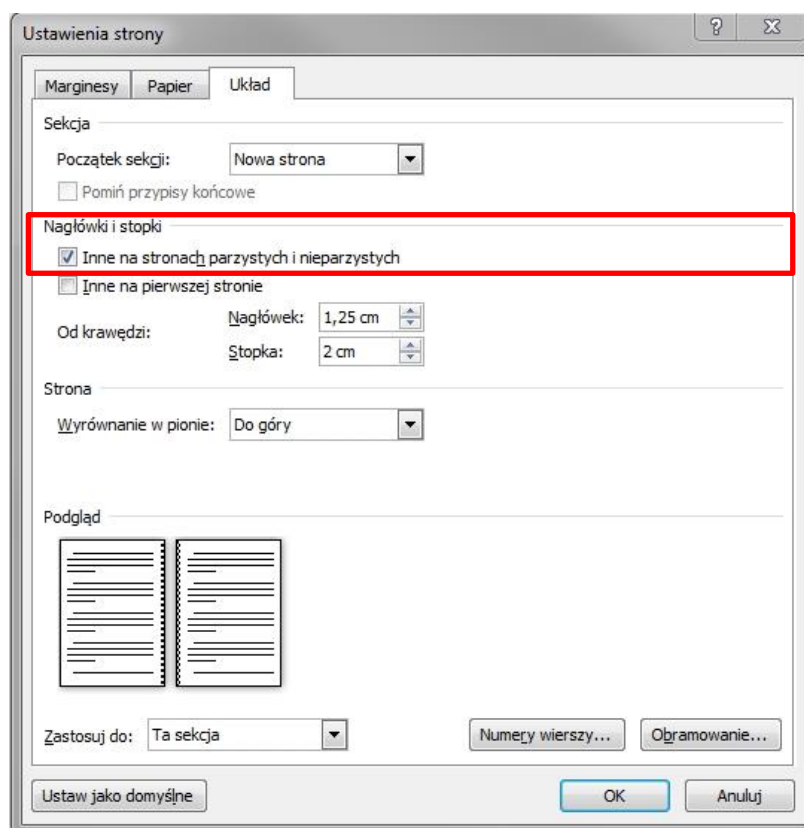 Ustawienia strony
Marginesy Papier Układ
Sekcja
Początek sekcji: Nowa strona
Pomiń przypisy końcowe
Nagłówki i stopki
Inne na stronach parzystych i nieparzystych
Inne na pierwszej stronie
Nagłówek: 1,25 cm
Od krawędzi:
Stopka: 2 cm
Strona
Wyrównanie w pionie: Do góry
Podgląd
Zastosuj do: Ta sekcja Numery wierszy... Obramowanie...
Ustaw jako domyślne OK Anuluj